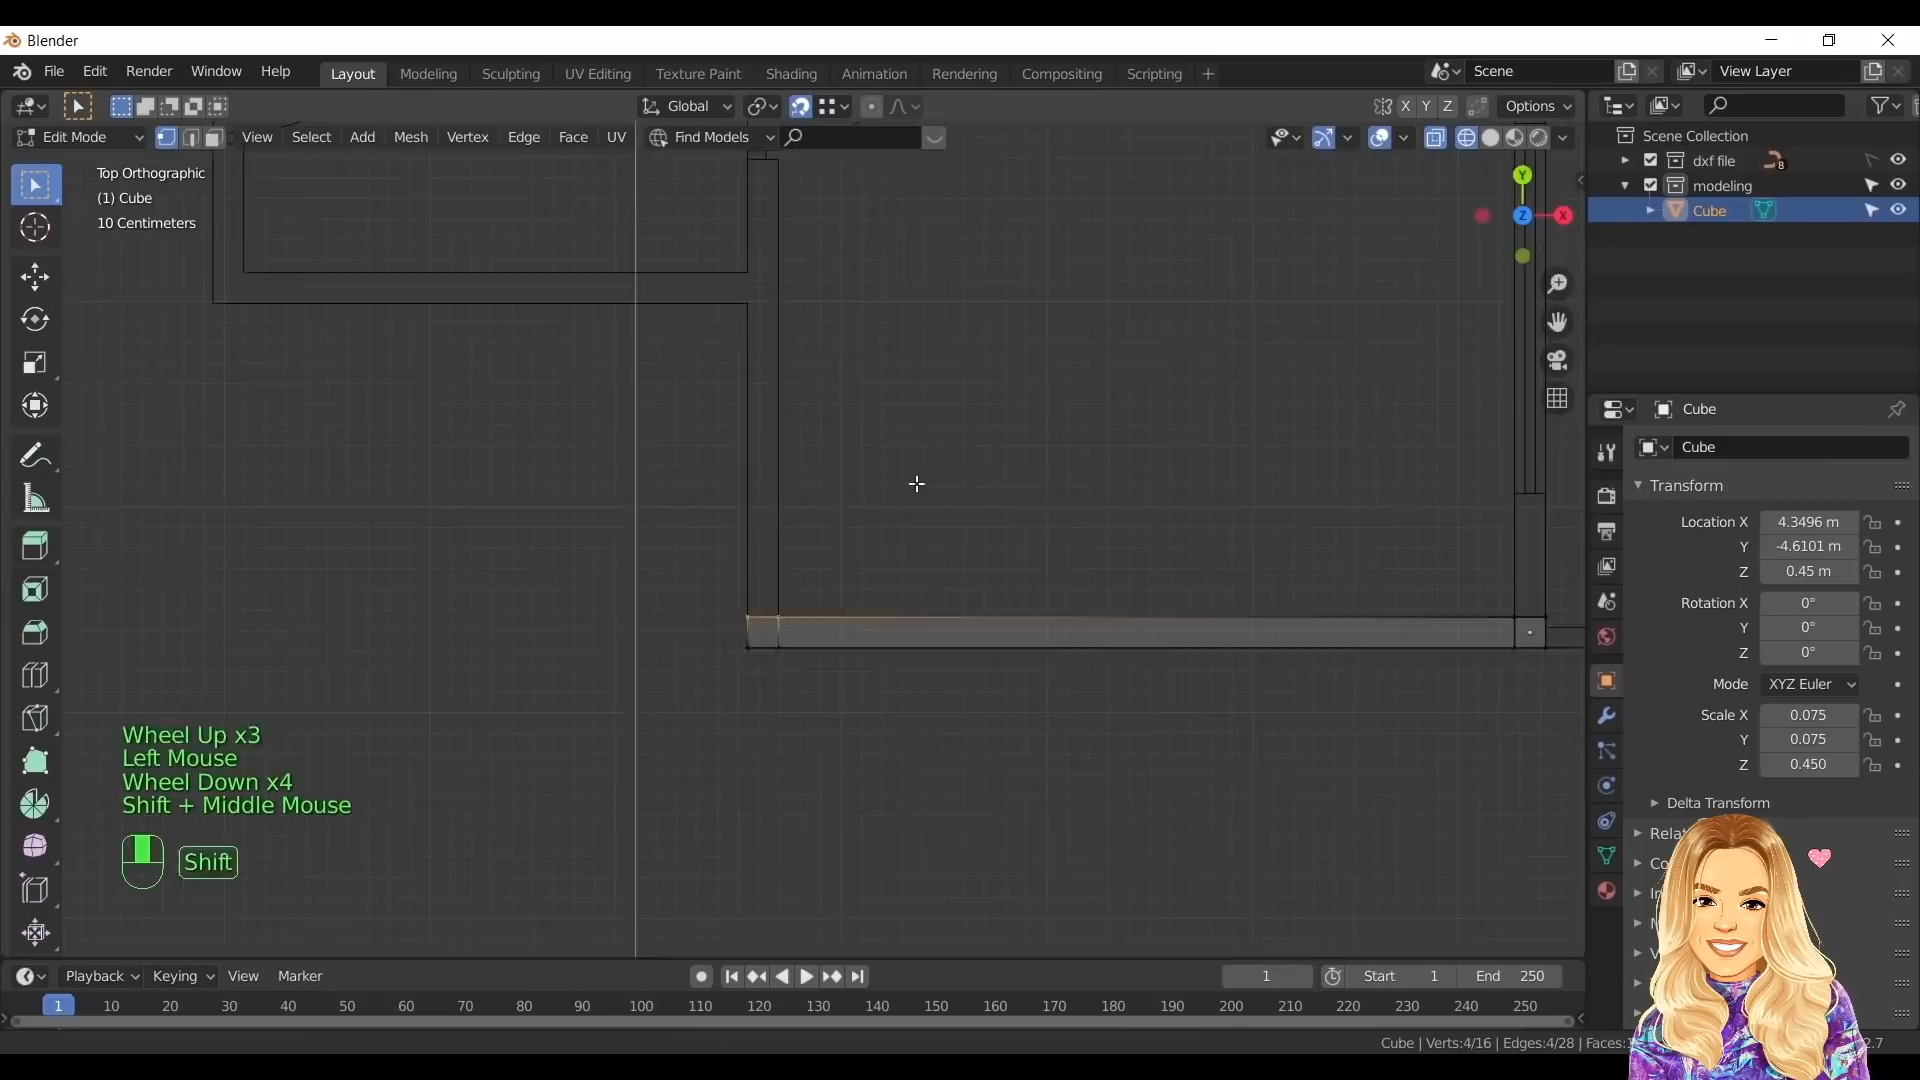 Blender
File Edit Render Window Help Layout Modeling Sculpting UV Editing Texture Paint Shading Animation Rendering Compositing Scripting + Scene View Layer
Global X Y Z Options
Edit Mode View Select Add Mesh Vertex Edge Face UV Find Models
Scene Collection
dxf file 8
modeling
Cube
Top Orthographic
(1) Cube
10 Centimeters
Y
Z X
Cube
Cube
Transform
Location X 4.3496 m
Y -4.6101 m
Z 0.45 m
Rotation X 0°
Y 0°
Z 0°
Mode XYZ Euler
Scale X 0.075
Y 0.075
Z 0.450
Delta Transform
Wheel Up x3
Left Mouse
Wheel Down x4
Shift + Middle Mouse
Shift
Playback Keying View Marker 1 Start 1 End 250
1 10 20 30 40 50 60 70 80 90 100 110 120 130 140 150 160 170 180 190 200 210 220 230 240 250
Cube | Verts:4/16 | Edges:4/28 | Faces: